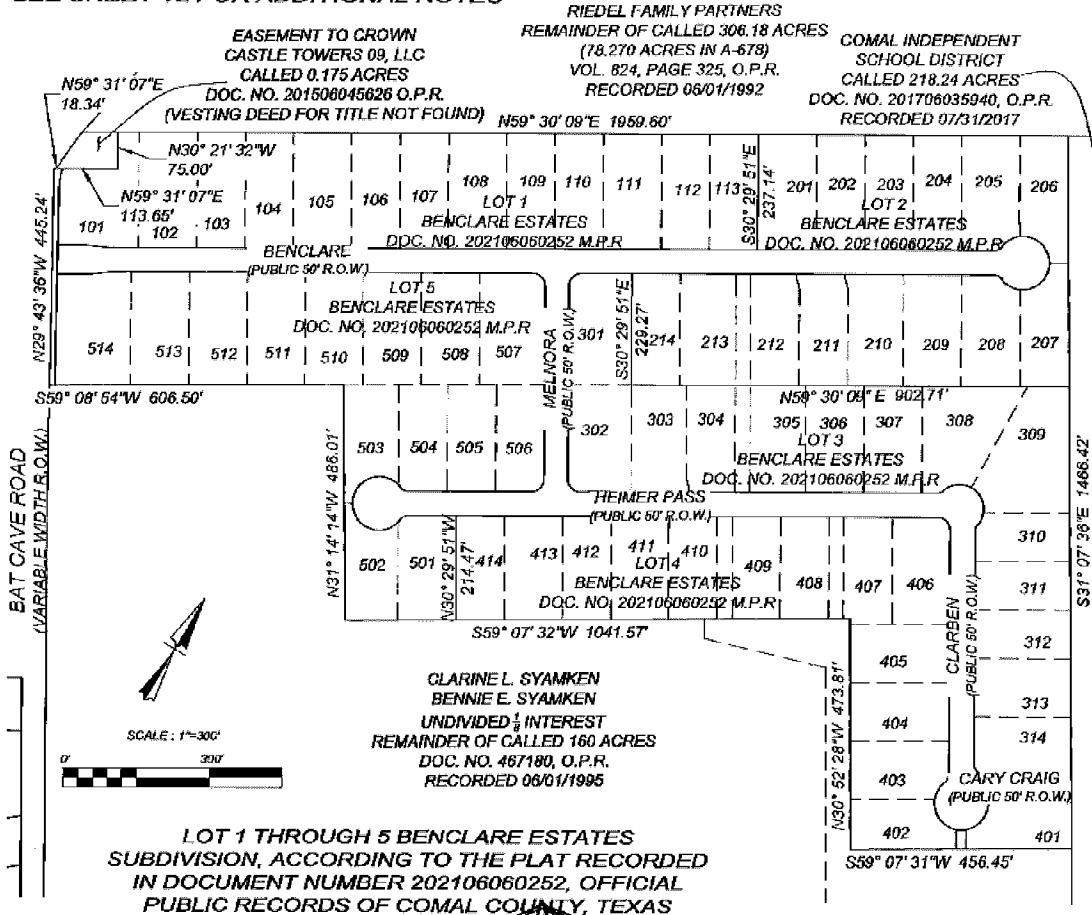 RIEDEL FAMILY PARTNERS
REMAINDER OF CALLED 306.18 ACRES
(78.270 ACRES IN A-678)
VOL. 824, PAGE 325, O.P.R.
RECORDED 06/01/1992
EASEMENT TO CROWN
CASTLE TOWERS 09, LLC
CALLED 0.175 ACRES
DOC. NO. 201506045626 O.P.R.
(VESTING DEED FOR TITLE NOT FOUND)
COMAL INDEPENDENT
SCHOOL DISTRICT
CALLED 218.24 ACRES
DOC. NO. 201706035940, O.P.R.
RECORDED 07/31/2017
N59° 31' 07"E
18.34'
N59° 30' 09"E 1959.60'
N30° 21' 32"W
75.00'
N59° 31' 07"E
113.65'
101
102
103
104
105
106
107
108
109
110
111
112
113
S30° 29' 51"E
237.14'
201
202
203
204
205
206
LOT 1
BENCLARE ESTATES
DOC. NO. 202106060252 M.P.R
LOT 2
BENCLARE ESTATES
DOC. NO. 202106060252 M.P.R
N29° 43' 36"W 445.24'
BENCLARE
(PUBLIC 50' R.O.W.)
LOT 5
BENCLARE ESTATES
DOC. NO. 202106060252 M.P.R
514
513
512
511
510
509
508
507
MELNORA
(PUBLIC 50' R.O.W.)
301
S30° 29' 51"E
229.27'
214
213
212
211
210
209
208
207
S59° 08' 54"W 606.50'
N59° 30' 09" E 902.71'
BAT CAVE ROAD
(VARIABLE WIDTH R.O.W.)
N31° 14' 14"W 486.01'
503
504
505
506
302
303
304
305
306
307
308
309
LOT 3
BENCLARE ESTATES
DOC. NO. 202106060252 M.P.R
S31° 07' 36"E 1466.42'
HEIMER PASS
(PUBLIC 50' R.O.W.)
502
501
N30° 29' 51"W
214.47'
414
413
412
411
410
409
408
407
406
LOT 4
BENCLARE ESTATES
DOC. NO. 202106060252 M.P.R
310
311
312
313
314
CLARBEN
(PUBLIC 50' R.O.W.)
S59° 07' 32"W 1041.57'
405
404
403
402
401
N30° 52' 28"W 473.81'
CARY CRAIG
(PUBLIC 50' R.O.W.)
S59° 07' 31"W 456.45'
CLARINE L. SYAMKEN
BENNIE E. SYAMKEN
REMAINDER OF CALLED 160 ACRES
DOC. NO. 467180, O.P.R.
RECORDED 06/01/1995
SCALE : 1"=300'
0'
300'
LOT 1 THROUGH 5 BENCLARE ESTATES
SUBDIVISION, ACCORDING TO THE PLAT RECORDED
IN DOCUMENT NUMBER 202106060252, OFFICIAL
PUBLIC RECORDS OF COMAL COUNTY, TEXAS